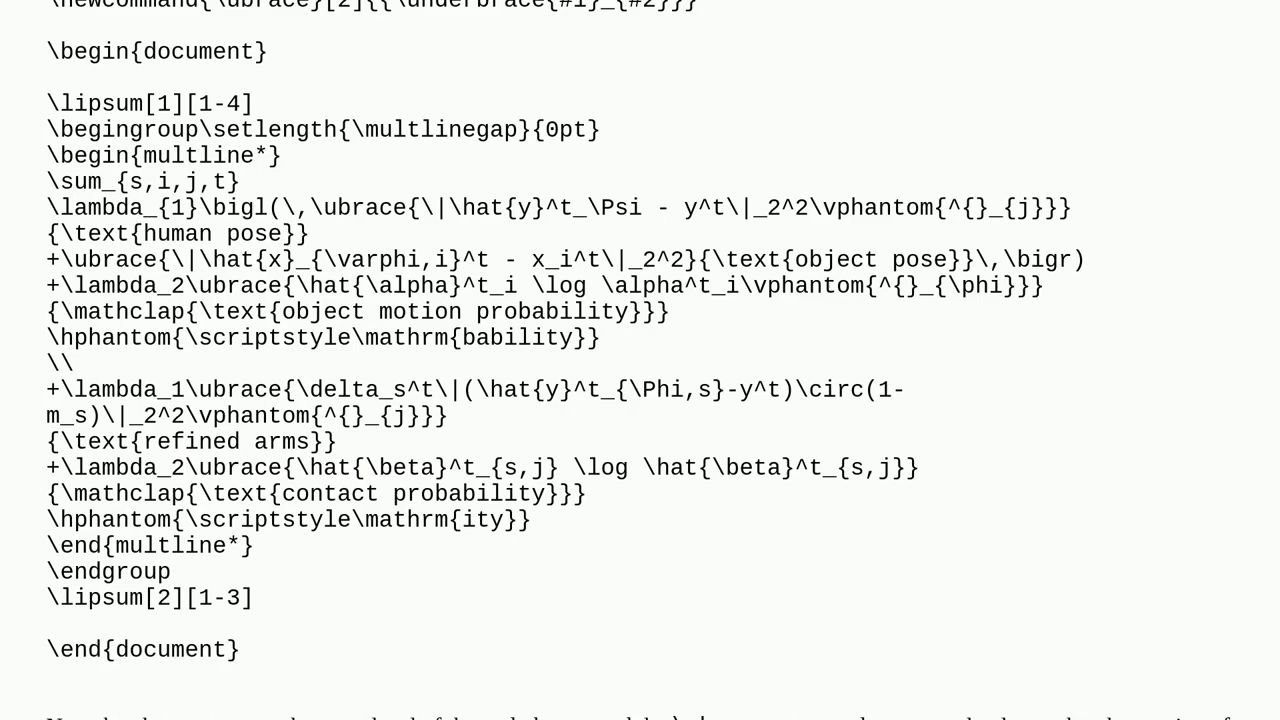 \newcommand{\ubrace}[2]{{\underbrace{#1}_{#2}}}
\begin{document}
\lipsum[1][1-4]
\begingroup\setlength{\multlinegap}{0pt}
\begin{multline*}
\sum_{s,i,j,t}
\lambda_{1}\bigl(\,\ubrace{\|\hat{y}^t_\Psi - y^t\|_2^2\vphantom{^{}_{j}}}
{\text{human pose}}
+\ubrace{\|\hat{x}_{\varphi,i}^t - x_i^t\|_2^2}{\text{object pose}}\,\bigr)
+\lambda_2\ubrace{\hat{\alpha}^t_i \log \alpha^t_i\vphantom{^{}_{\phi}}}
{\mathclap{\text{object motion probability}}}
\hphantom{\scriptstyle\mathrm{bability}}
\\
+\lambda_1\ubrace{\delta_s^t\|(\hat{y}^t_{\Phi,s}-y^t)\circ(1-
m_s)\|_2^2\vphantom{^{}_{j}}}
{\text{refined arms}}
+\lambda_2\ubrace{\hat{\beta}^t_{s,j} \log \hat{\beta}^t_{s,j}}
{\mathclap{\text{contact probability}}}
\hphantom{\scriptstyle\mathrm{ity}}
\end{multline*}
\endgroup
\lipsum[2][1-3]
\end{document}